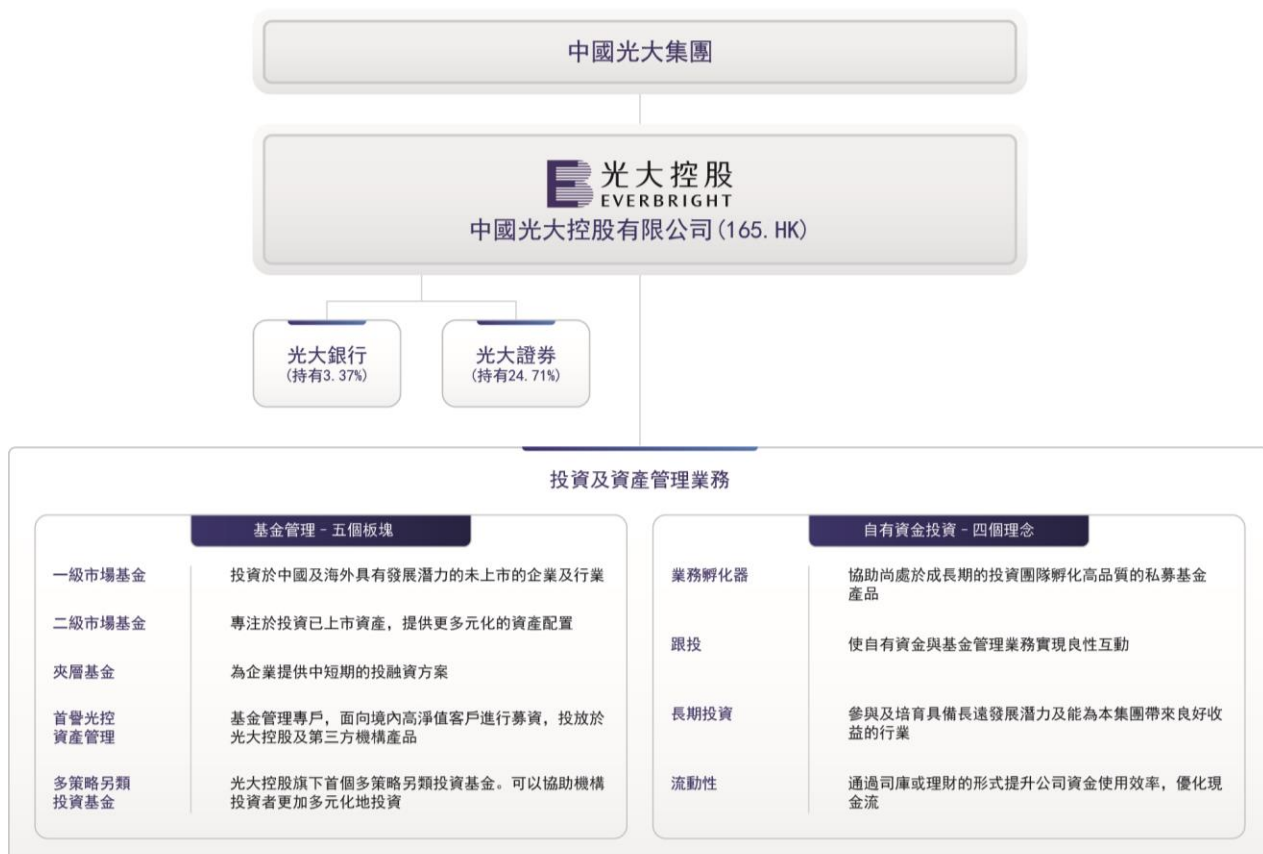 中國光大集團
光大控股
EVERBRIGHT
中國光大控股有限公司(165.HK)
光大銀行
(持有3.37%)
光大證券
(持有24.71%)
投資及資產管理業務
基金管理-五個板塊
一級市場基金
投資於中國及海外具有發展潛力的未上市的企業及行業
二級市場基金
專注於投資已上市資產，提供更多元化的資產配置
夾層基金
為企業提供中短期的投融資方案
首譽光控
資產管理
基金管理專戶，面向境內高淨值客戶進行募資，投放於
光大控股及第三方機構產品
多策略另類
投資基金
光大控股旗下首個多策略另類投資基金。可以協助機構
投資者更加多元化地投資
自有資金投資-四個理念
業務孵化器
協助尚處於成長期的投資團隊孵化高品質的私募基金
產品
跟投
使自有資金與基金管理業務實現良性互動
長期投資
參與及培育具備長遠發展潛力及能為本集團帶來良好收
益的行業
流動性
通過司庫或理財的形式提升公司資金使用效率，優化現
金流